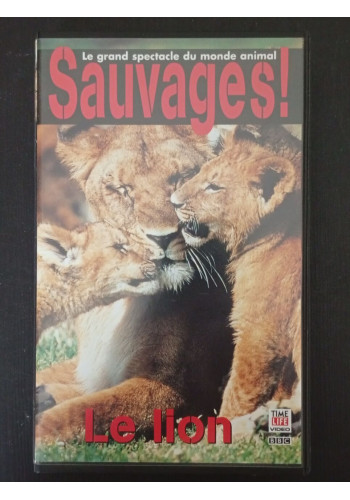 Le grand spectacle du monde animal
Sauvages!
Le lion
TIME
LIFE
VIDEO
BBC